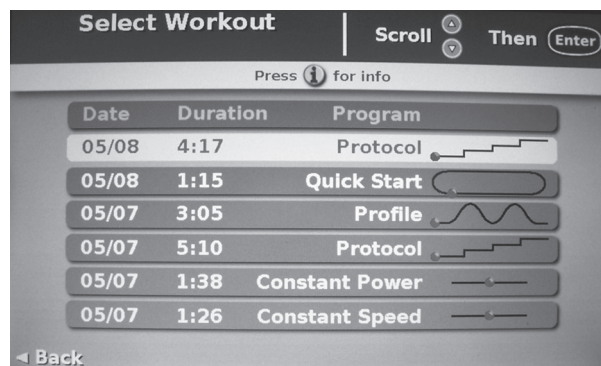 Select Workout
Scroll Then Enter
Press i for info
Date Duration Program
05/08 4:17 Protocol
05/08 1:15 Quick Start
05/07 3:05 Profile
05/07 5:10 Protocol
05/07 1:38 Constant Power
05/07 1:26 Constant Speed
◄ Back